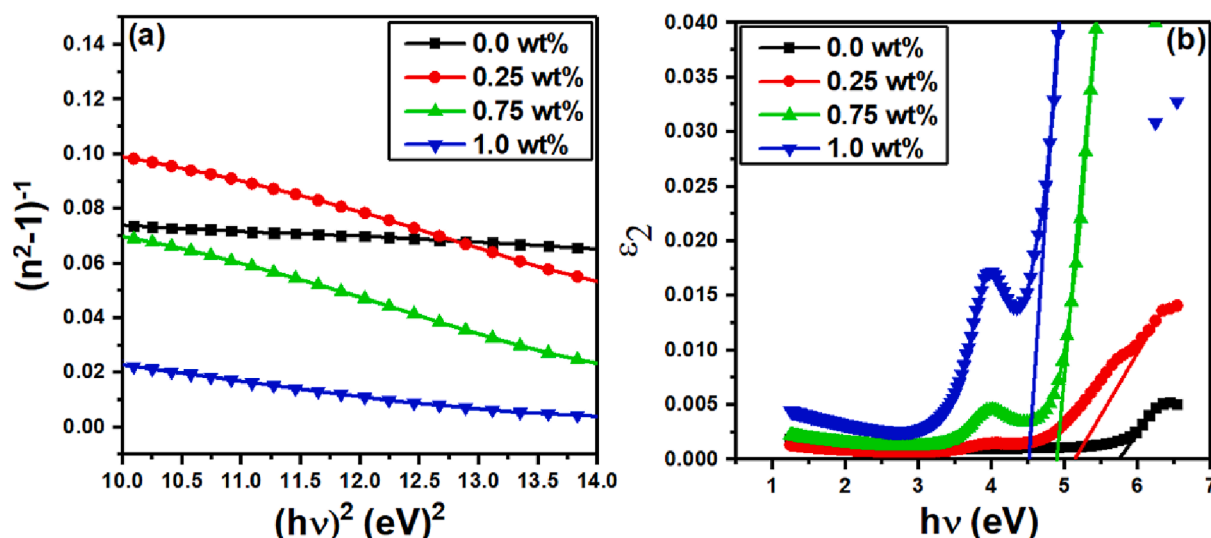 (a)
0.0 wt%
0.25 wt%
0.75 wt%
1.0 wt%
0.14
0.12
0.10
0.08
0.06
0.04
0.02
0.00
(n²-1)⁻¹
10.0 10.5 11.0 11.5 12.0 12.5 13.0 13.5 14.0
(hν)² (eV)²
(b)
0.0 wt%
0.25 wt%
0.75 wt%
1.0 wt%
0.040
0.035
0.030
0.025
0.020
0.015
0.010
0.005
0.000
ε₂
1 2 3 4 5 6 7
hν (eV)